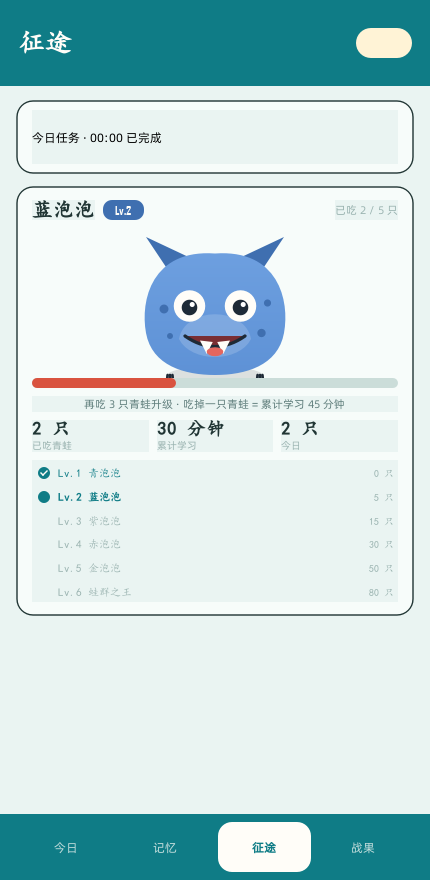 征途
今日任务 · 00:00 已完成
蓝泡泡 Lv.2 已吃 2 / 5 只
再吃 3 只青蛙升级 · 吃掉一只青蛙 = 累计学习 45 分钟
2 只 30 分钟 2 只
已吃青蛙 累计学习 今日
Lv.1 青泡泡 0 只
Lv.2 蓝泡泡 5 只
Lv.3 紫泡泡 15 只
Lv.4 赤泡泡 30 只
Lv.5 金泡泡 50 只
Lv.6 蛙群之王 80 只
今日 记忆 征途 战果